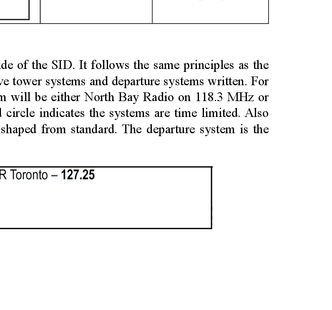 de of the SID. It follows the same principles as the
ve tower systems and departure systems written. For
m will be either North Bay Radio on 118.3 MHz or
circle indicates the systems are time limited. Also
shaped from standard. The departure system is the
R Toronto – 127.25